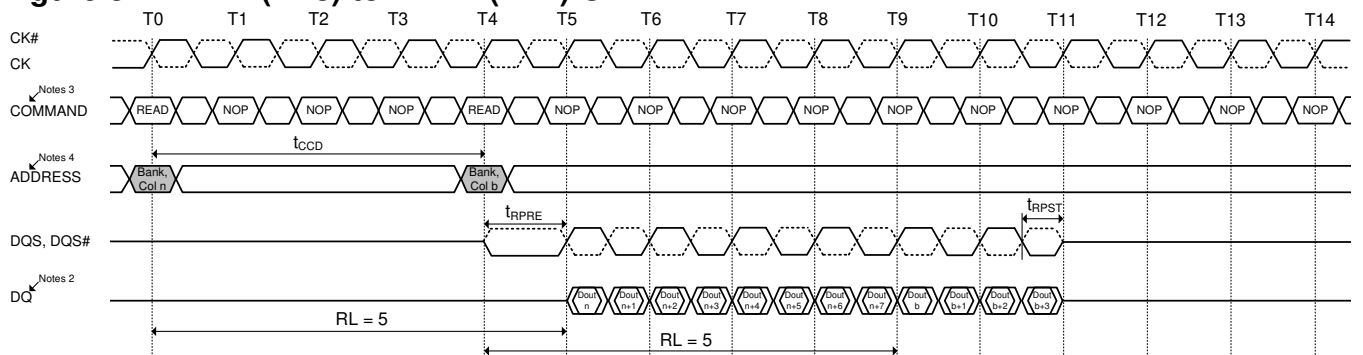 T0 T1 T2 T3 T4 T5 T6 T7 T8 T9 T10 T11 T12 T13 T14
CK#
CK
Notes 3
COMMAND READ NOP NOP NOP READ NOP NOP NOP NOP NOP NOP NOP NOP NOP NOP
tCCD
Notes 4
ADDRESS
Bank, Col n
Bank, Col b
tRPRE
tRPST
DQS, DQS#
Notes 2
DQ
Dout n
Dout n+1
Dout n+2
Dout n+3
Dout n+4
Dout n+5
Dout n+6
Dout n+7
Dout b
Dout b+1
Dout b+2
Dout b+3
RL = 5
RL = 5